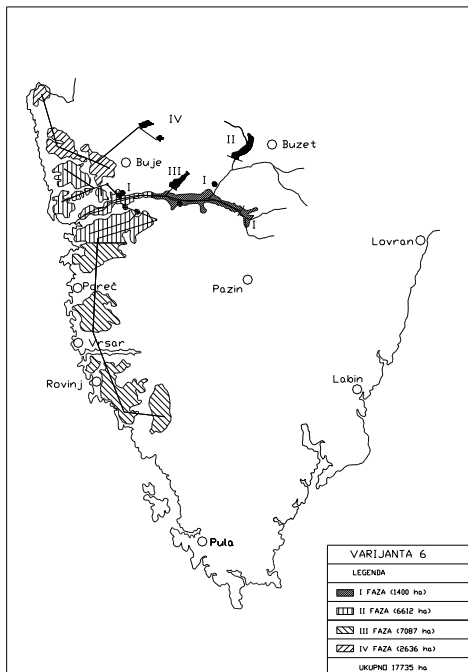 IV
II
Buzet
Buje
III
I
I
I
Lovran
Pazin
Poreč
Vrsar
Rovinj
Labin
Pula
VARIJANTA 6
LEGENDA
I FAZA (1400 ha)
II FAZA (6612 ha)
III FAZA (7087 ha)
IV FAZA (2636 ha)
UKUPNO 17735 ha